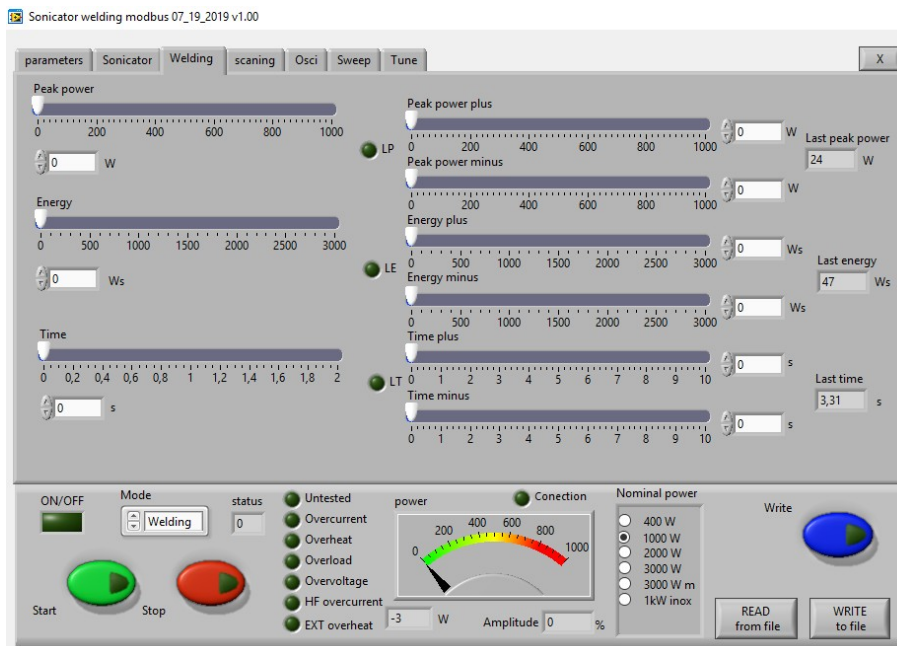 Sonicator welding modbus 07_19_2019 v1.00
parameters Sonicator Welding scaning Osci Sweep Tune X
Peak power
0 200 400 600 800 1000
0 W
Energy
0 500 1000 1500 2000 2500 3000
0 Ws
Time
0 0,2 0,4 0,6 0,8 1 1,2 1,4 1,6 1,8 2
0 s
LP
LE
LT
Peak power plus
0 200 400 600 800 1000
0 W
Peak power minus
0 200 400 600 800 1000
0 W
Energy plus
0 500 1000 1500 2000 2500 3000
0 Ws
Energy minus
0 500 1000 1500 2000 2500 3000
0 Ws
Time plus
0 1 2 3 4 5 6 7 8 9 10
0 s
Time minus
0 1 2 3 4 5 6 7 8 9 10
0 s
Last peak power
24 W
Last energy
47 Ws
Last time
3,31 s
ON/OFF
Mode
Welding
status
0
Start
Stop
Untested
Overcurrent
Overheat
Overload
Overvoltage
HF overcurrent
EXT overheat
power
Conection
0 200 400 600 800 1000
-3 W
Amplitude 0 %
Nominal power
400 W
1000 W
2000 W
3000 W
3000 W m
1kW inox
Write
READ
from file
WRITE
to file